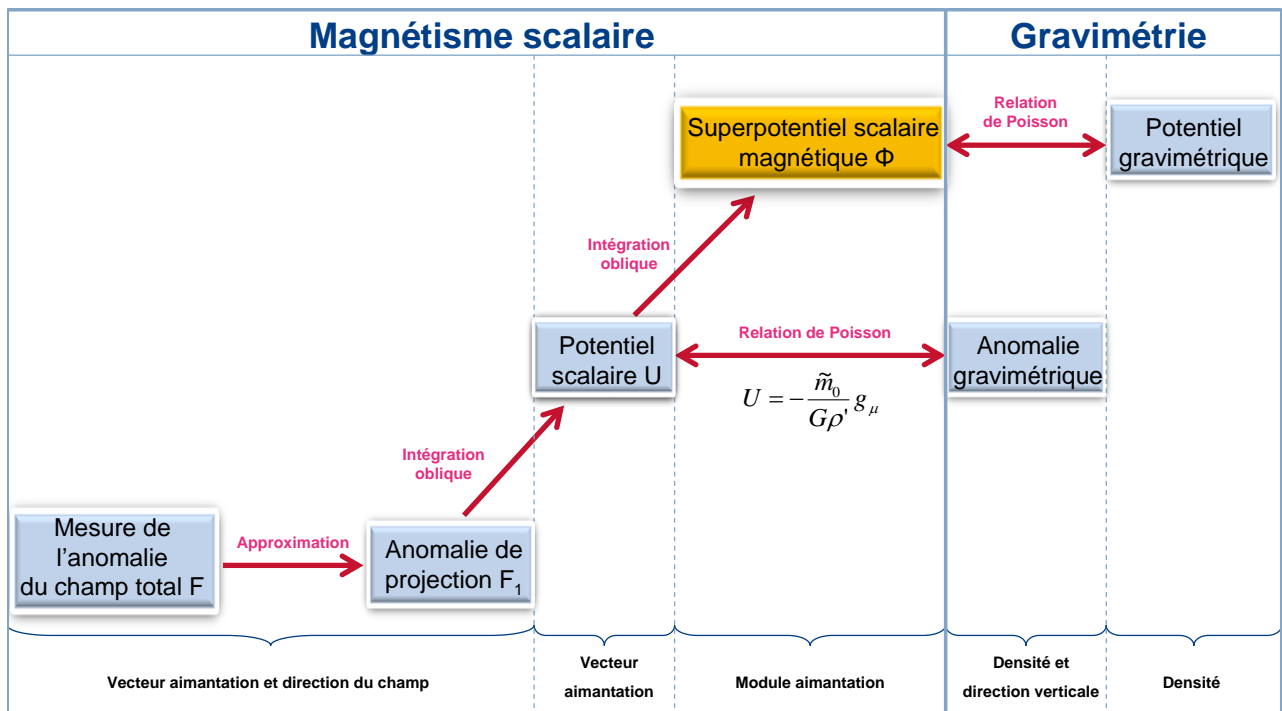 Magnétisme scalaire
Gravimétrie
Superpotentiel scalaire
magnétique Φ
Relation
de Poisson
Potentiel
gravimétrique
Intégration
oblique
Potentiel
scalaire U
Relation de Poisson
U = − m̃₀ / Gρ' g_μ
Anomalie
gravimétrique
Intégration
oblique
Mesure de
l'anomalie
du champ total F
Approximation
Anomalie de
projection F₁
Vecteur aimantation et direction du champ
Vecteur
aimantation
Module aimantation
Densité et
direction verticale
Densité